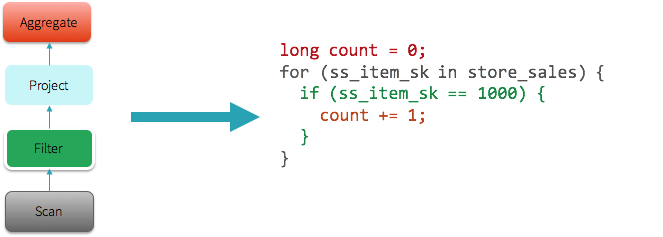 Aggregate
Project
Filter
Scan
long count = 0;
for (ss_item_sk in store_sales) {
  if (ss_item_sk == 1000) {
    count += 1;
  }
}